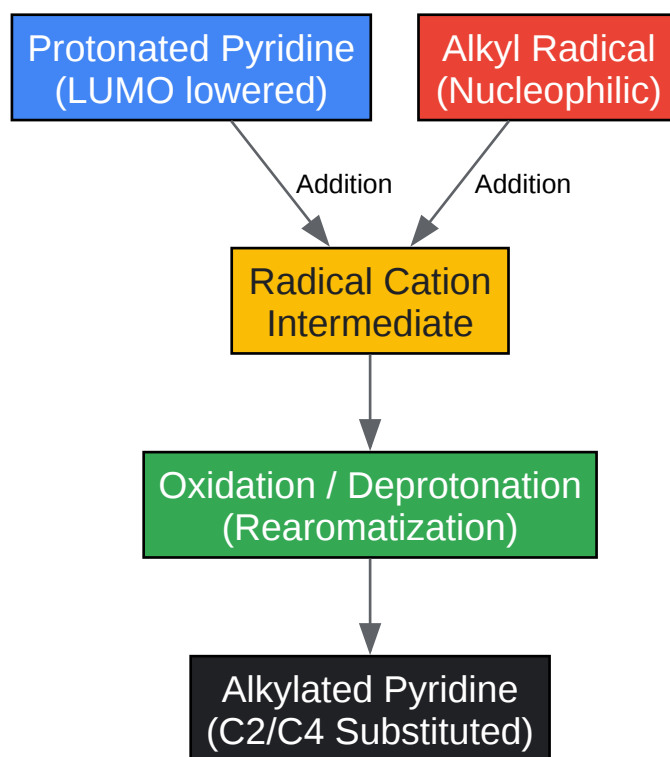 Protonated Pyridine
(LUMO lowered)
Alkyl Radical
(Nucleophilic)
Addition
Addition
Radical Cation
Intermediate
Oxidation / Deprotonation
(Rearomatization)
Alkylated Pyridine
(C2/C4 Substituted)